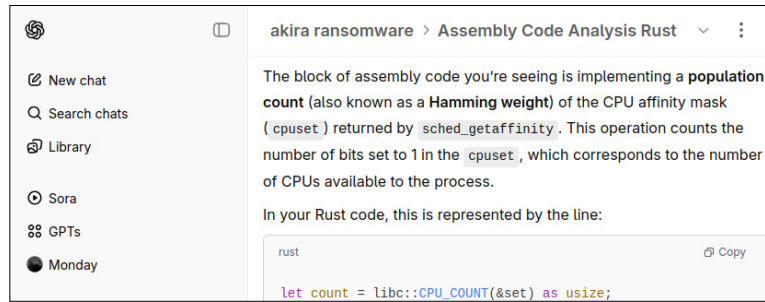 akira ransomware > Assembly Code Analysis Rust
New chat
Search chats
Library
Sora
GPTs
Monday
The block of assembly code you're seeing is implementing a population
count (also known as a Hamming weight) of the CPU affinity mask
( cpuset ) returned by sched_getaffinity . This operation counts the
number of bits set to 1 in the cpuset , which corresponds to the number
of CPUs available to the process.
In your Rust code, this is represented by the line:
rust
Copy
let count = libc::CPU_COUNT(&set) as usize;